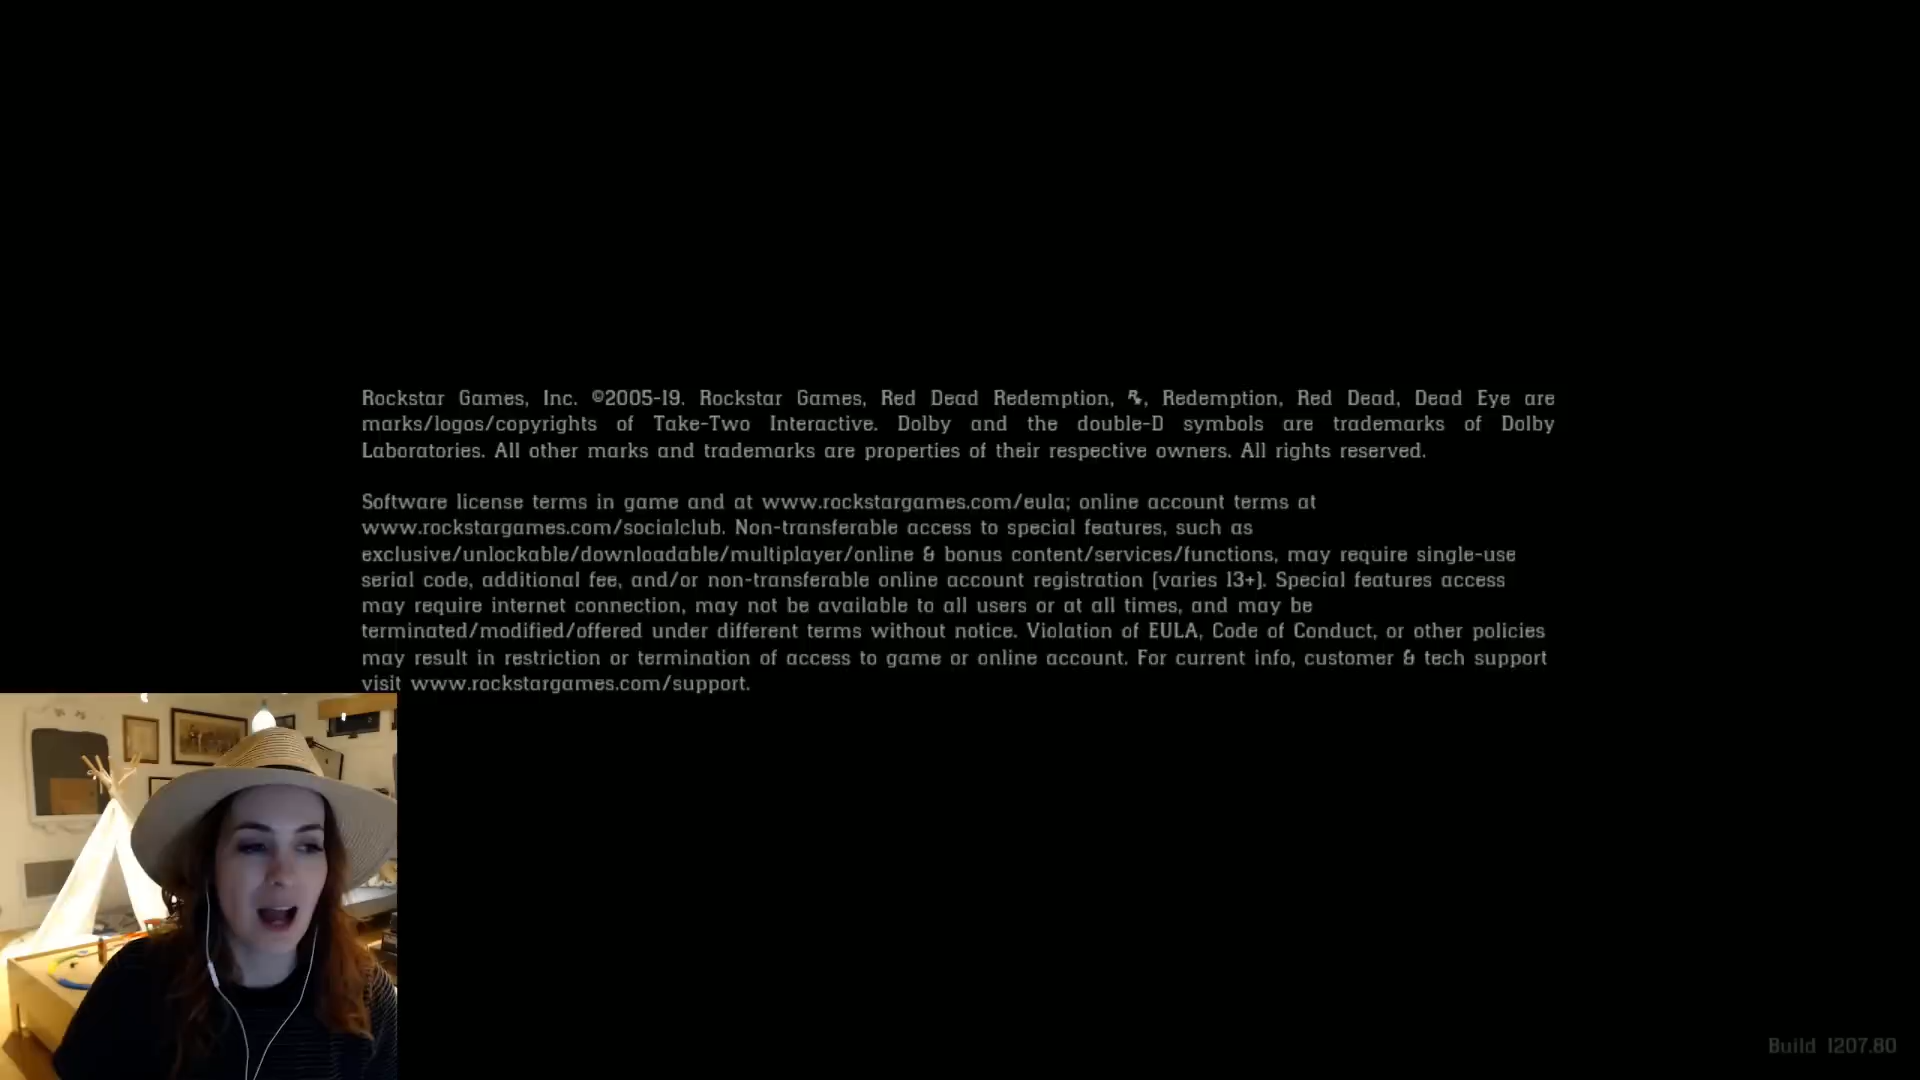 Rockstar Games, Inc. ©2005-19. Rockstar Games, Red Dead Redemption, R*, Redemption, Red Dead, Dead Eye are
marks/logos/copyrights of Take-Two Interactive. Dolby and the double-D symbols are trademarks of Dolby
Laboratories. All other marks and trademarks are properties of their respective owners. All rights reserved.
Software license terms in game and at www.rockstargames.com/eula; online account terms at
www.rockstargames.com/socialclub. Non-transferable access to special features, such as
exclusive/unlockable/downloadable/multiplayer/online & bonus content/services/functions, may require single-use
serial code, additional fee, and/or non-transferable online account registration (varies 13+). Special features access
may require internet connection, may not be available to all users or at all times, and may be
terminated/modified/offered under different terms without notice. Violation of EULA, Code of Conduct, or other policies
may result in restriction or termination of access to game or online account. For current info, customer & tech support
visit www.rockstargames.com/support.
Build 1207.80